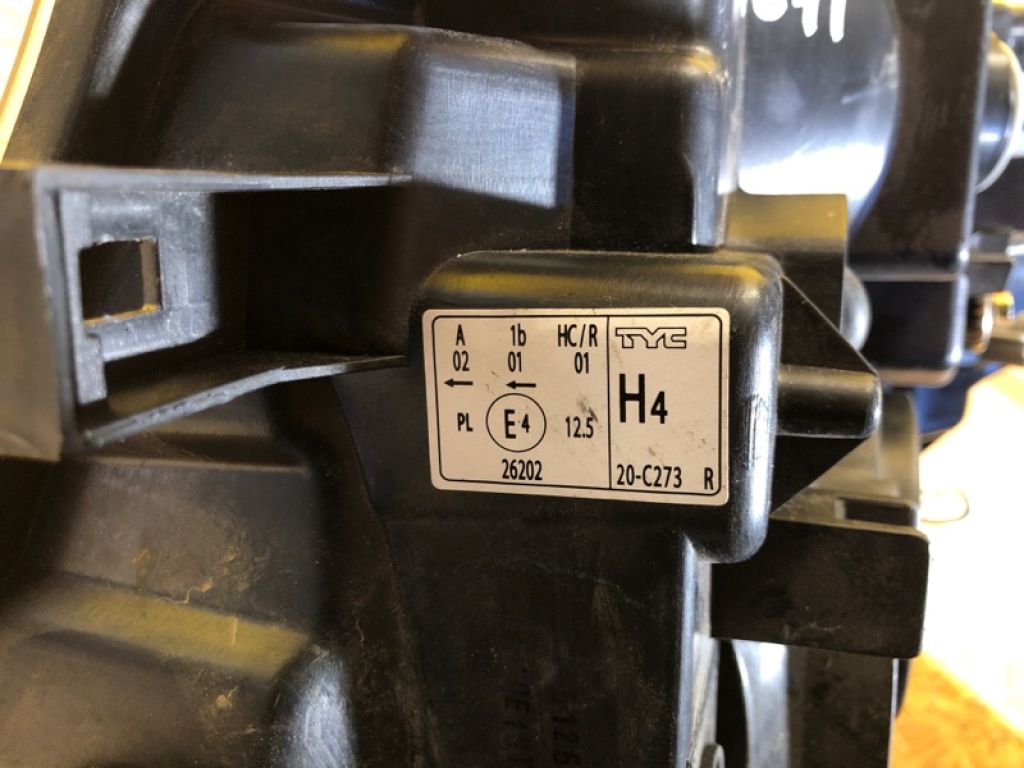 A 1b HC/R
02 01 01
← ←
PL E4 12.5
26202
TYC
H4
20-C273 R